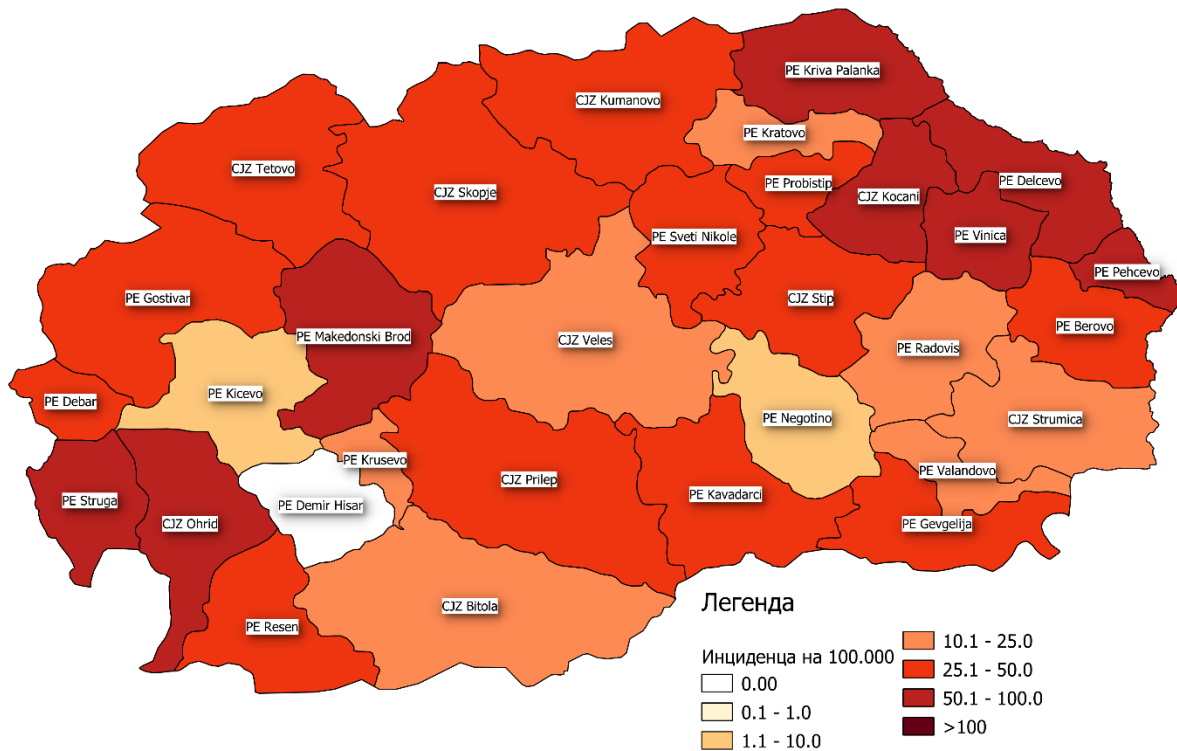 PE Kriva Palanka
CJZ Kumanovo
PE Kratovo
CJZ Tetovo
CJZ Skopje
PE Probistip
PE Delcevo
CJZ Kocani
PE Sveti Nikole
PE Vinica
PE Pehcevo
PE Gostivar
CJZ Stip
PE Berovo
PE Makedonski Brod
CJZ Veles
PE Radovis
PE Kicevo
PE Debar
PE Negotino
CJZ Strumica
PE Krusevo
PE Valandovo
CJZ Prilep
PE Struga
PE Kavadarci
PE Demir Hisar
CJZ Ohrid
PE Gevgelija
CJZ Bitola
PE Resen
Легенда
Инциденца на 100.000
0.00
0.1 - 1.0
1.1 - 10.0
10.1 - 25.0
25.1 - 50.0
50.1 - 100.0
>100